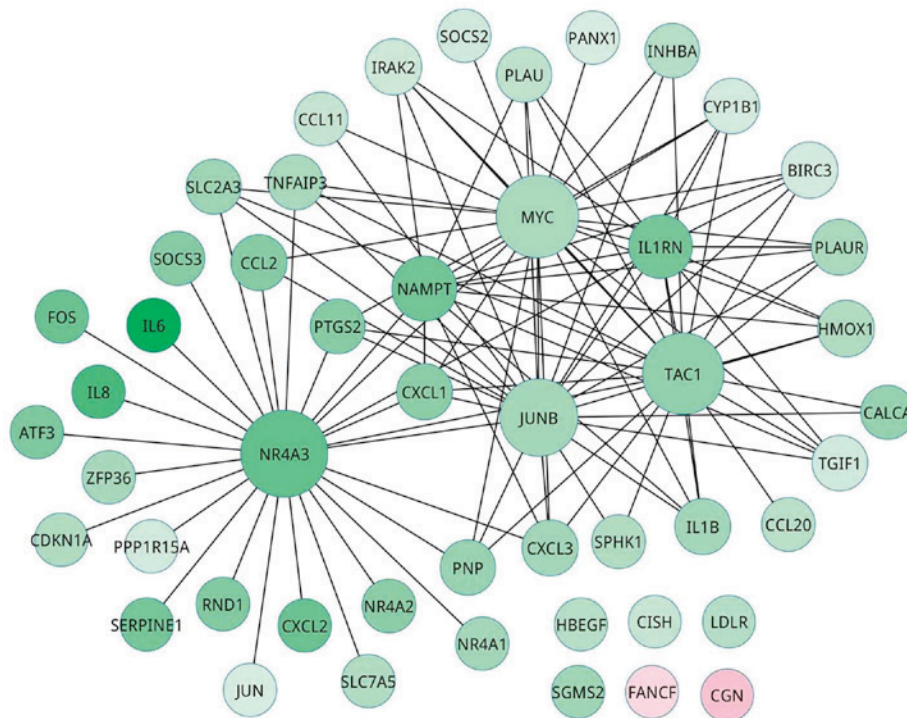 SOCS2
PANX1
INHBA
IRAK2
PLAU
CYP1B1
CCL11
BIRC3
SLC2A3
TNFAIP3
MYC
IL1RN
PLAUR
SOCS3
CCL2
NAMPT
FOS
IL6
PTGS2
HMOX1
TAC1
IL8
CXCL1
JUNB
CALCA
ATF3
NR4A3
ZFP36
TGIF1
CDKN1A
PPP1R15A
CCL20
IL1B
SPHK1
CXCL3
PNP
SERPINE1
RND1
CXCL2
NR4A2
NR4A1
HBEGF
CISH
LDLR
JUN
SLC7A5
SGMS2
FANCF
CGN